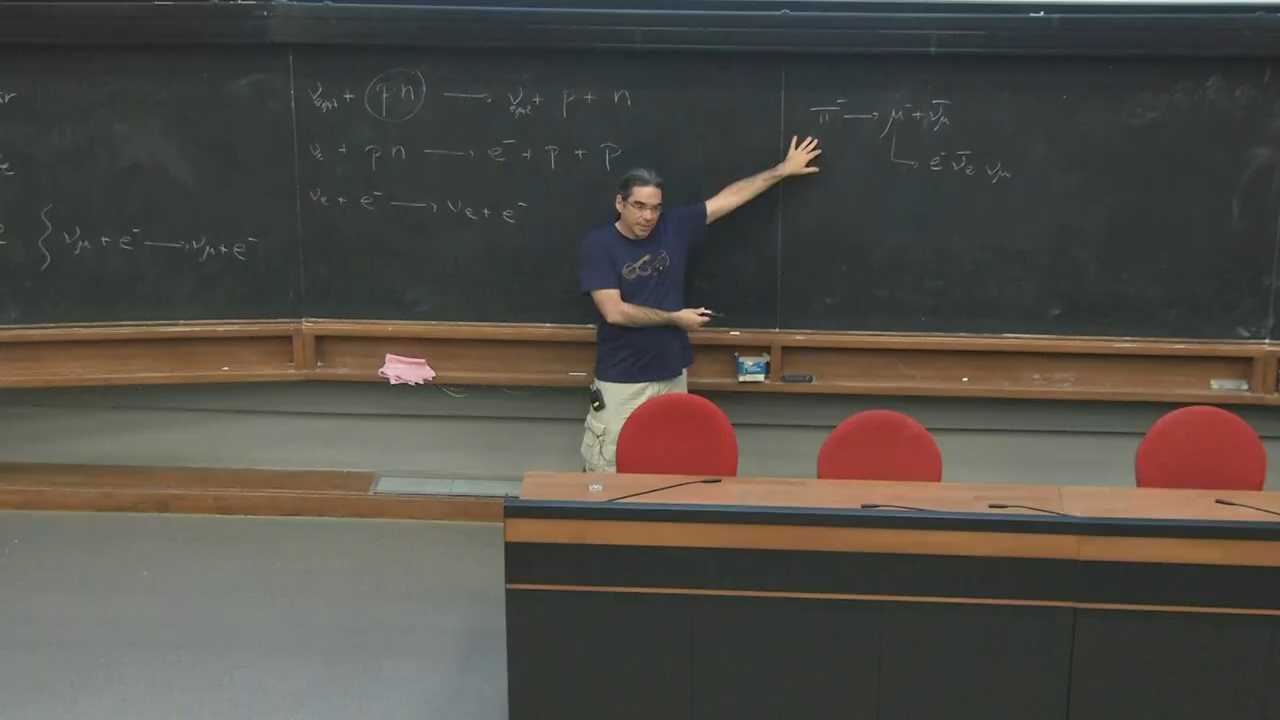 ν_μ + e⁻ → ν_μ + e⁻
ν_{e,μ,τ} + (p n) → ν_{e,μ,τ} + p + n
ν_e + p n → e⁻ + p + p
ν_e + e⁻ → ν_e + e⁻
π⁻ → μ⁻ + ν̄_μ
↳ e⁻ ν̄_e ν_μ